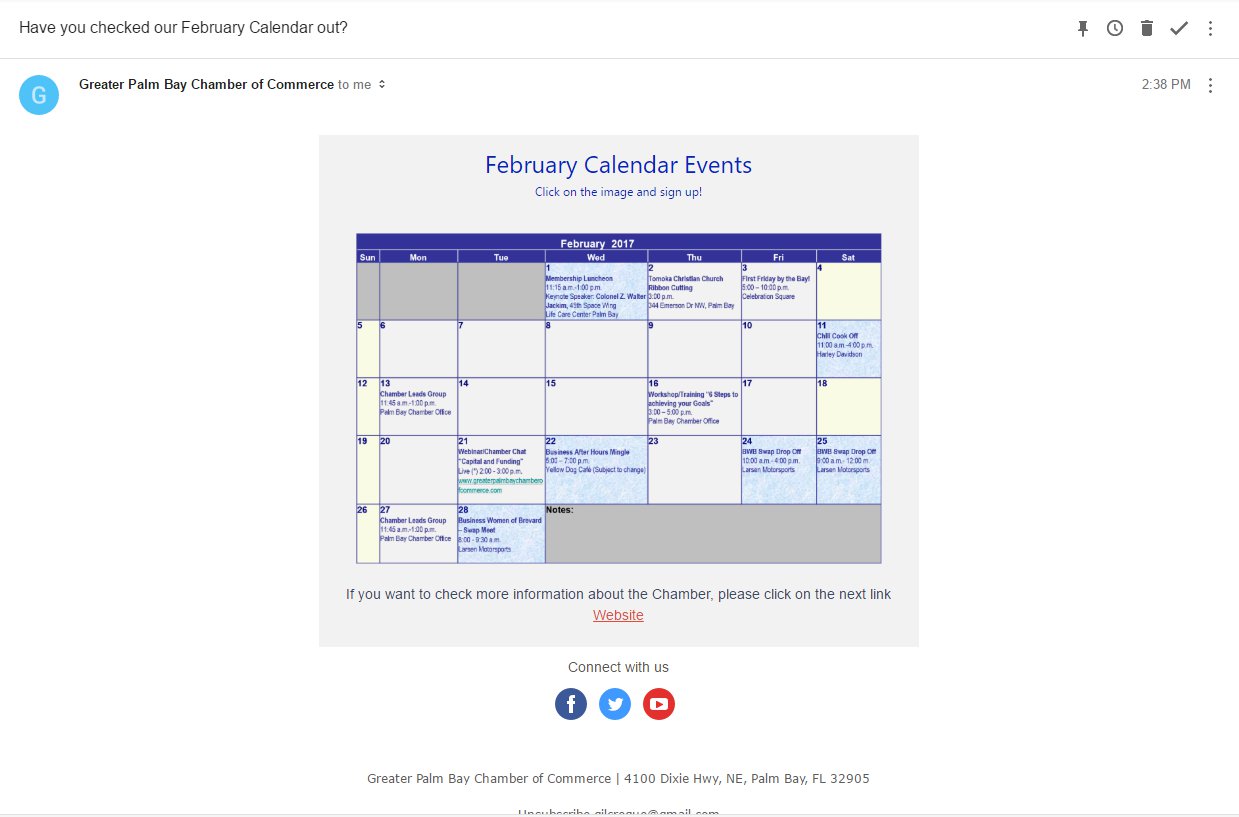 Have you checked our February Calendar out?
G
Greater Palm Bay Chamber of Commerce to me
2:38 PM
February Calendar Events
Click on the image and sign up!
February 2017
Sun Mon Tue Wed Thu Fri Sat
1
Membership Luncheon
11:15 a.m.-1:00 p.m.
Keynote Speaker: Colonel Z. Walter
Jackim, 45th Space Wing
Life Care Center Palm Bay
2
Tomoka Christian Church
Ribbon Cutting
3:00 p.m.
344 Emerson Dr NW, Palm Bay
3
First Friday by the Bay!
5:00 – 10:00 p.m.
Celebration Square
4
5
6
7
8
9
10
11
Chili Cook Off
11:00 a.m.-4:00 p.m.
Harley Davidson
12
13
Chamber Leads Group
11:45 a.m.-1:00 p.m.
Palm Bay Chamber Office
14
15
16
Workshop/Training "6 Steps to
achieving your Goals"
3:00 – 5:00 p.m.
Palm Bay Chamber Office
17
18
19
20
21
Webinar/Chamber Chat
"Capital and Funding"
Live (*) 2:00 - 3:00 p.m.
www.greaterpalmbaychambero
fcommerce.com
22
Business After Hours Mingle
– 7:00 p.m.
Yellow Dog Café (Subject to change)
23
24
BWB Swap Drop Off
10:00 a.m.- 4:00 p.m.
Larsen Motorsports
25
BWB Swap Drop Off
9:00 a.m.- 12:00 m
Larsen Motorsports
26
27
Chamber Leads Group
11:45 a.m.-1:00 p.m.
Palm Bay Chamber Office
28
Business Women of Brevard
– Swap Meet
- 9:30 a.m.
Larsen Motorsports
Notes:
If you want to check more information about the Chamber, please click on the next link
Website
Connect with us
Greater Palm Bay Chamber of Commerce | 4100 Dixie Hwy, NE, Palm Bay, FL 32905
Unsubscribe gilcroque@gmail.com